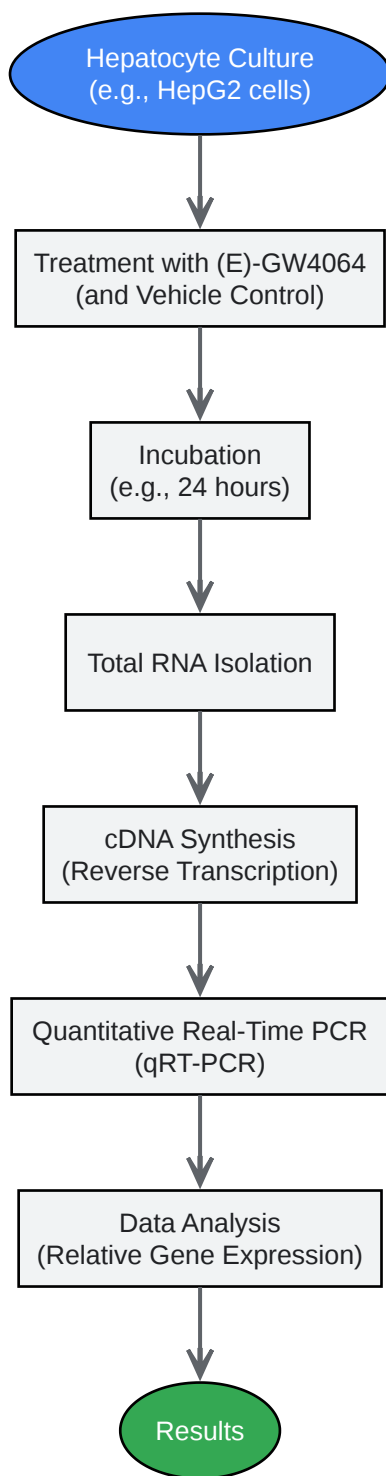 Hepatocyte Culture
(e.g., HepG2 cells)
Treatment with (E)-GW4064
(and Vehicle Control)
Incubation
(e.g., 24 hours)
Total RNA Isolation
cDNA Synthesis
(Reverse Transcription)
Quantitative Real-Time PCR
(qRT-PCR)
Data Analysis
(Relative Gene Expression)
Results